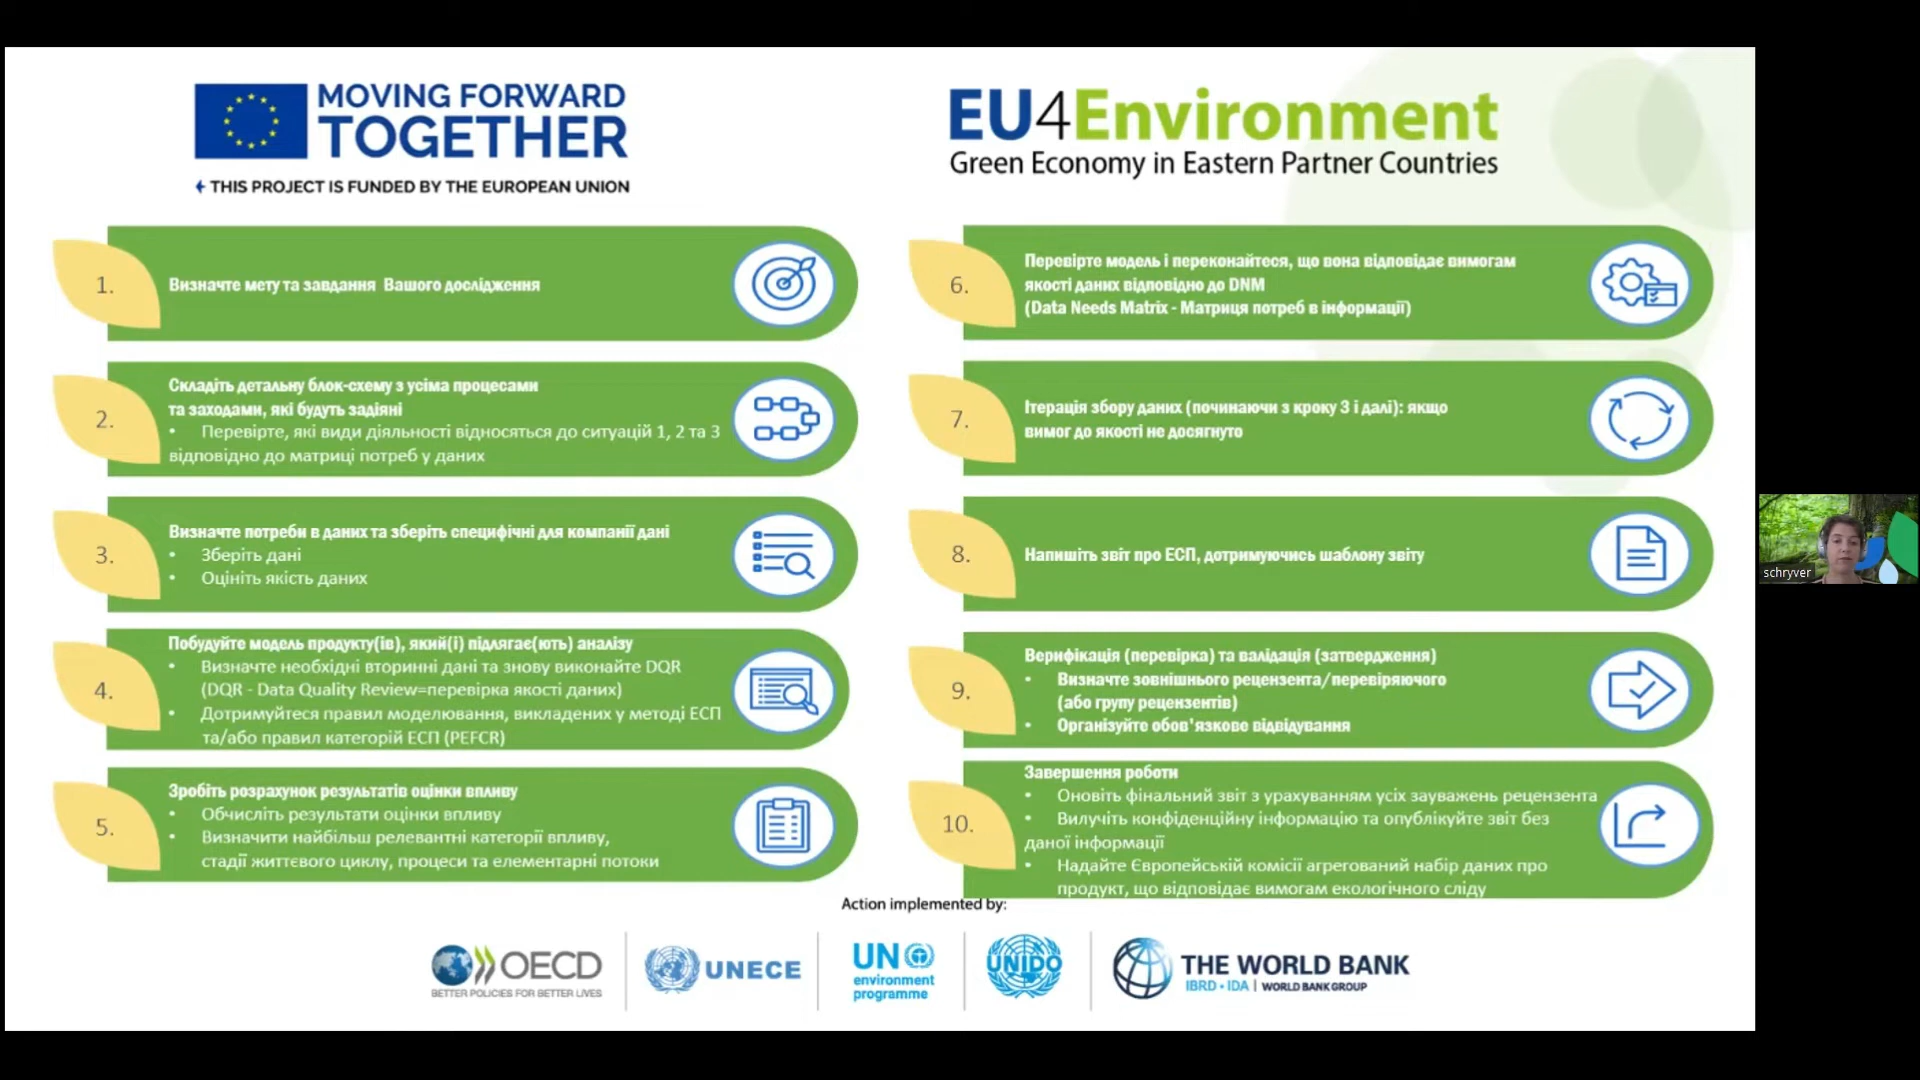 MOVING FORWARD
TOGETHER
THIS PROJECT IS FUNDED BY THE EUROPEAN UNION
EU4Environment
Green Economy in Eastern Partner Countries
1.
Визначте мету та завдання Вашого дослідження
2.
Складіть детальну блок-схему з усіма процесами
та заходами, які будуть задіяні
• Перевірте, які види діяльності відносяться до ситуацій 1, 2 та 3
відповідно до матриці потреб у даних
3.
Визначте потреби в даних та зберіть специфічні для компанії дані
• Зберіть дані
• Оцініть якість даних
4.
Побудуйте модель продукту(ів), який(і) підлягає(ють) аналізу
• Визначте необхідні вторинні дані та знову виконайте DQR
(DQR - Data Quality Review=перевірка якості даних)
• Дотримуйтеся правил моделювання, викладених у методі ЕСП
та/або правил категорій ЕСП (PEFCR)
5.
Зробіть розрахунок результатів оцінки впливу
• Обчисліть результати оцінки впливу
• Визначити найбільш релевантні категорії впливу,
стадії життєвого циклу, процеси та елементарні потоки
6.
Перевірте модель і переконайтеся, що вона відповідає вимогам
якості даних відповідно до DNM
(Data Needs Matrix - Матриця потреб в інформації)
7.
Ітерація збору даних (починаючи з кроку 3 і далі): якщо
вимог до якості не досягнуто
8.
Напишіть звіт про ЕСП, дотримуючись шаблону звіту
9.
Верифікація (перевірка) та валідація (затвердження)
• Визначте зовнішнього рецензента/перевіряючого
(або групу рецензентів)
• Організуйте обов'язкове відвідування
10.
Завершення роботи
• Оновіть фінальний звіт з урахуванням усіх зауважень рецензента
• Вилучіть конфіденційну інформацію та опублікуйте звіт без
даної інформації
• Надайте Європейській комісії агрегований набір даних про
продукт, що відповідає вимогам екологічного сліду
Action implemented by:
OECD
BETTER POLICIES FOR BETTER LIVES
UNECE
UN
environment
programme
UNIDO
THE WORLD BANK
IBRD • IDA | WORLD BANK GROUP
schryver